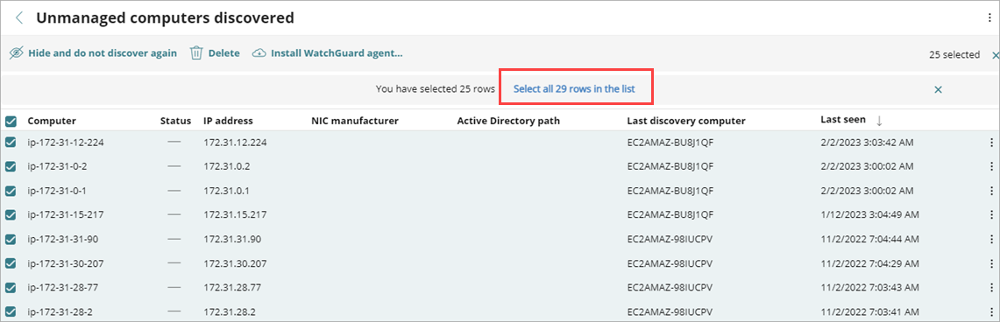 Unmanaged computers discovered
Hide and do not discover again Delete Install WatchGuard agent... 25 selected
You have selected 25 rows Select all 29 rows in the list
Computer Status IP address NIC manufacturer Active Directory path Last discovery computer Last seen
ip-172-31-12-224 — 172.31.12.224 EC2AMAZ-BU8J1QF 2/2/2023 3:03:42 AM
ip-172-31-0-2 — 172.31.0.2 EC2AMAZ-BU8J1QF 2/2/2023 3:00:02 AM
ip-172-31-0-1 — 172.31.0.1 EC2AMAZ-BU8J1QF 2/2/2023 3:00:02 AM
ip-172-31-15-217 — 172.31.15.217 EC2AMAZ-BU8J1QF 1/12/2023 3:04:49 AM
ip-172-31-31-90 — 172.31.31.90 EC2AMAZ-98IUCPV 11/2/2022 7:04:44 AM
ip-172-31-30-207 — 172.31.30.207 EC2AMAZ-98IUCPV 11/2/2022 7:04:29 AM
ip-172-31-28-77 — 172.31.28.77 EC2AMAZ-98IUCPV 11/2/2022 7:03:43 AM
ip-172-31-28-2 — 172.31.28.2 EC2AMAZ-98IUCPV 11/2/2022 7:03:41 AM